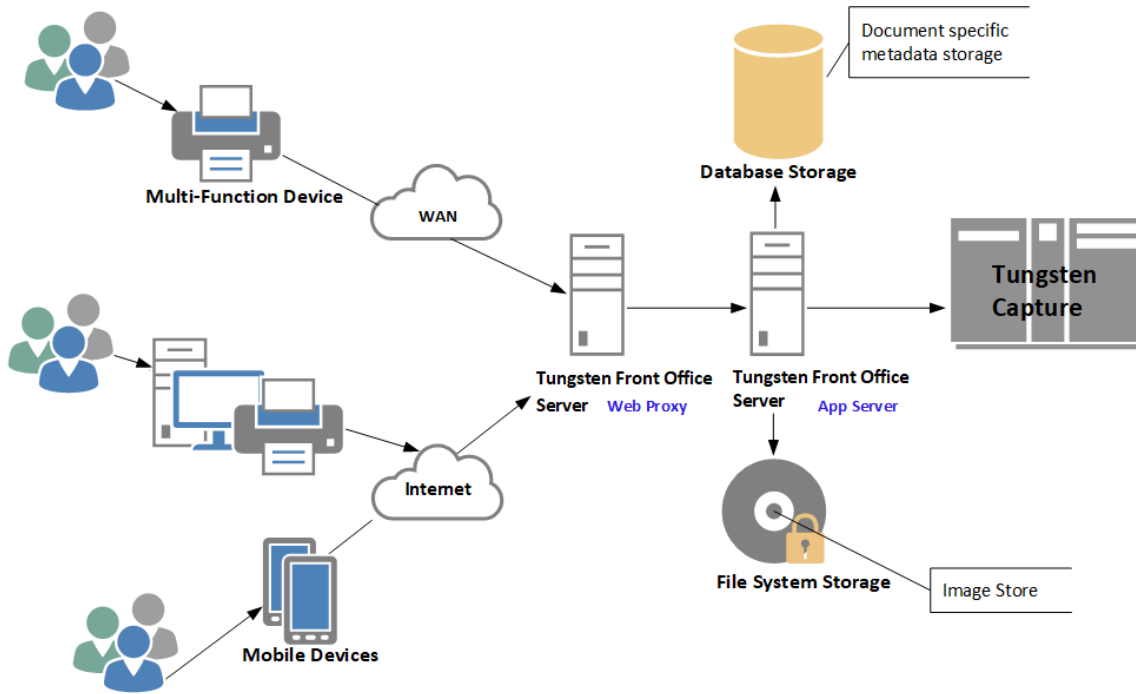 Document specific
metadata storage
Database Storage
Multi-Function Device
WAN
Tungsten
Capture
Tungsten Front Office
Server Web Proxy
Tungsten Front Office
Server App Server
Internet
File System Storage
Image Store
Mobile Devices